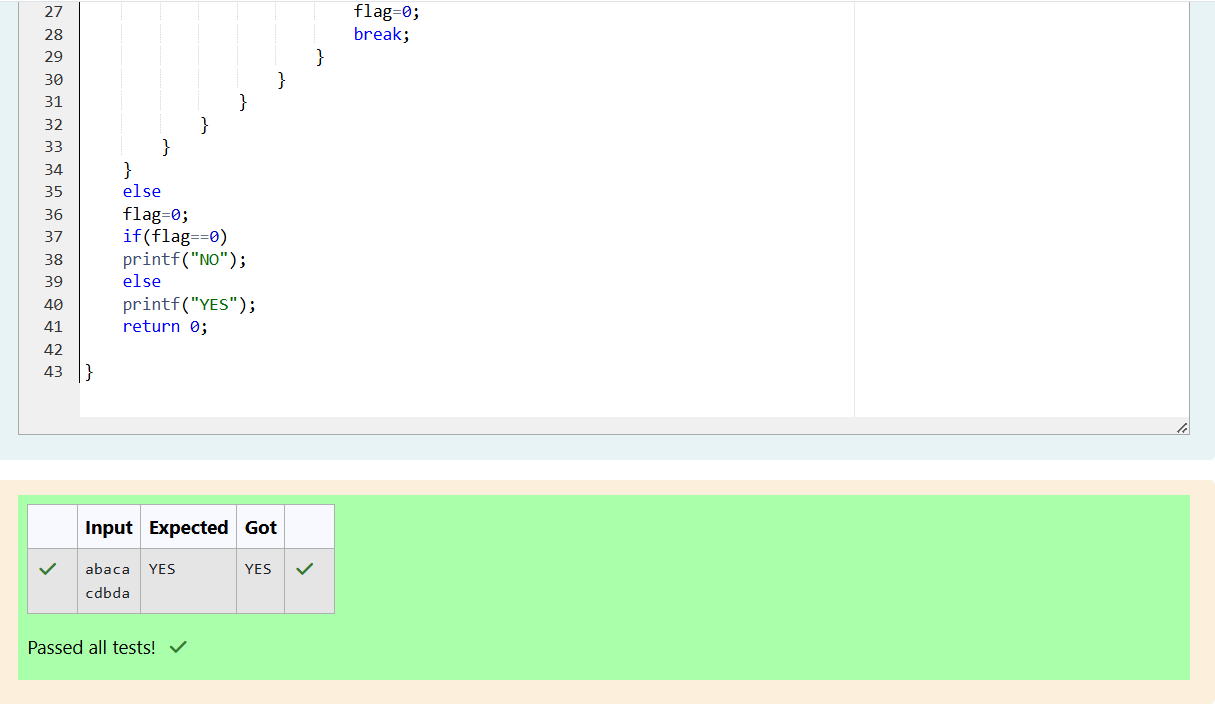 27 flag=0;
28 break;
29 }
30 }
31 }
32 }
33 }
34 }
35 else
36 flag=0;
37 if(flag==0)
38 printf("NO");
39 else
40 printf("YES");
41 return 0;
42
43 }
Input Expected Got
abaca YES YES
cdbda
Passed all tests!